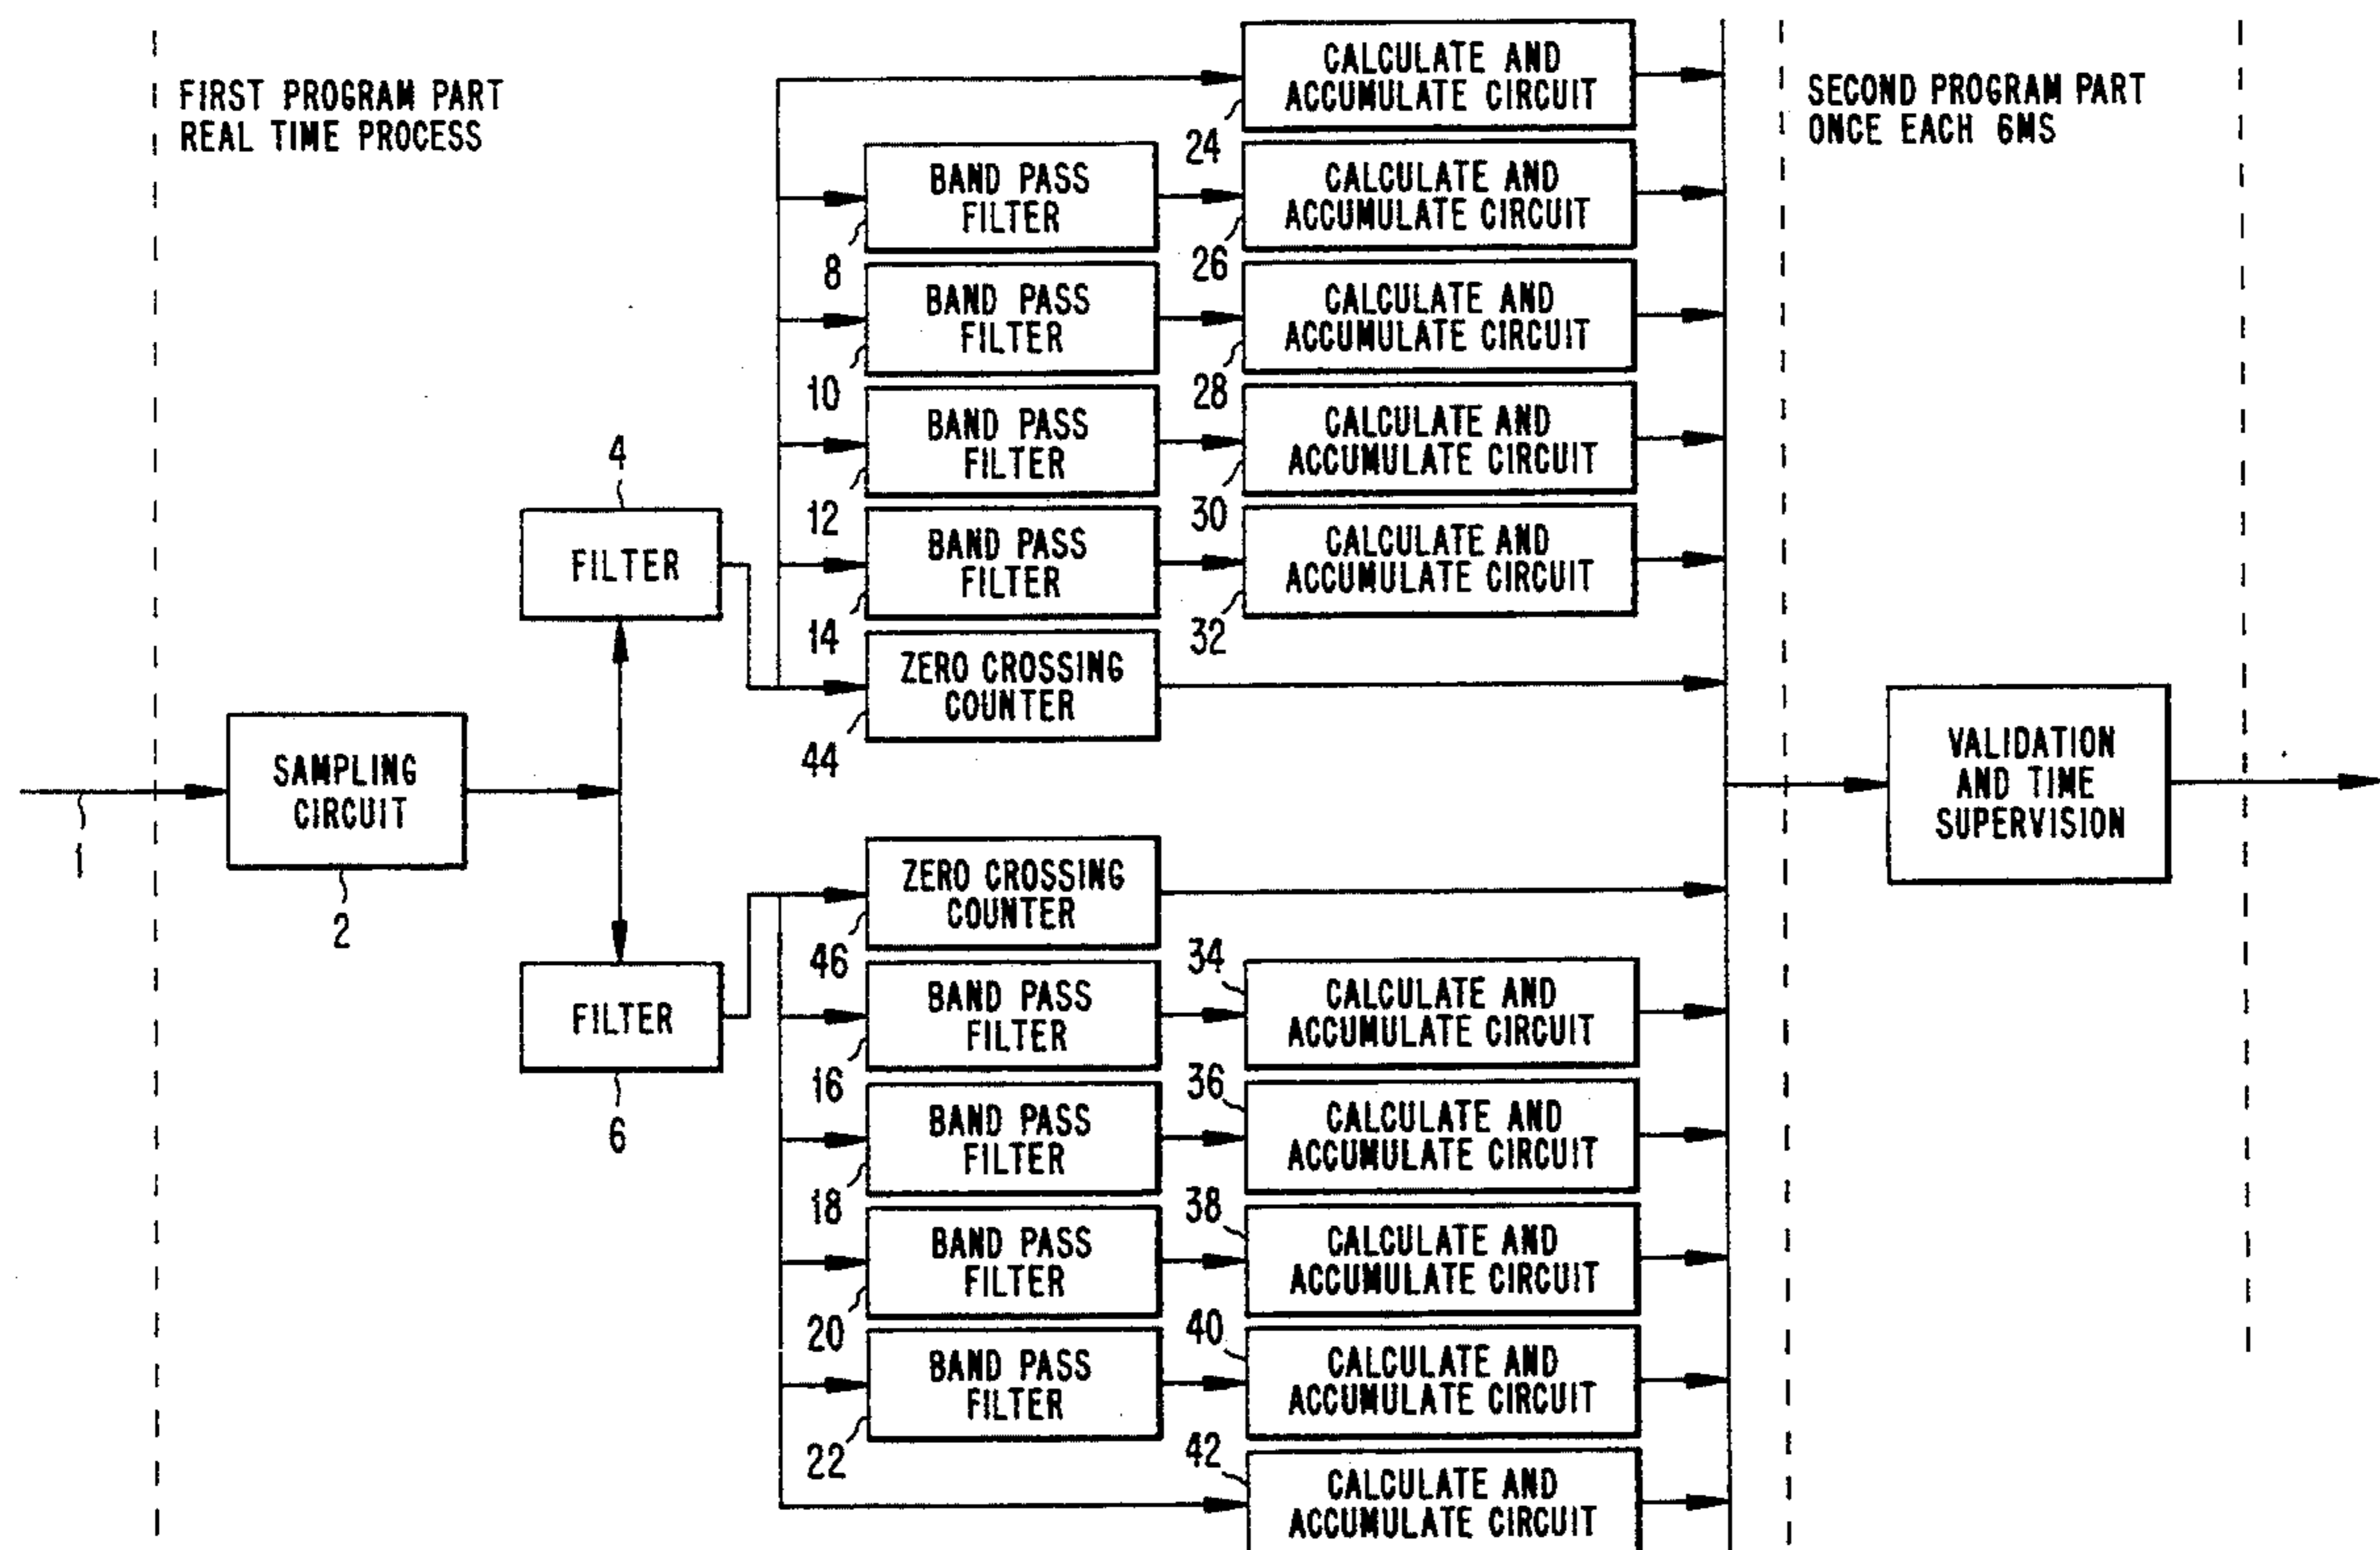 FIRST PROGRAM PART
REAL TIME PROCESS
SECOND PROGRAM PART
ONCE EACH 6MS
CALCULATE AND
ACCUMULATE CIRCUIT
24
BAND PASS
FILTER
8
CALCULATE AND
ACCUMULATE CIRCUIT
26
BAND PASS
FILTER
10
CALCULATE AND
ACCUMULATE CIRCUIT
28
BAND PASS
FILTER
12
CALCULATE AND
ACCUMULATE CIRCUIT
30
4
FILTER
BAND PASS
FILTER
14
CALCULATE AND
ACCUMULATE CIRCUIT
32
ZERO CROSSING
COUNTER
44
1
SAMPLING
CIRCUIT
2
VALIDATION
AND TIME
SUPERVISION
ZERO CROSSING
COUNTER
46
FILTER
6
BAND PASS
FILTER
16
34
CALCULATE AND
ACCUMULATE CIRCUIT
BAND PASS
FILTER
18
36
CALCULATE AND
ACCUMULATE CIRCUIT
BAND PASS
FILTER
20
38
CALCULATE AND
ACCUMULATE CIRCUIT
BAND PASS
FILTER
22
40
CALCULATE AND
ACCUMULATE CIRCUIT
42
CALCULATE AND
ACCUMULATE CIRCUIT